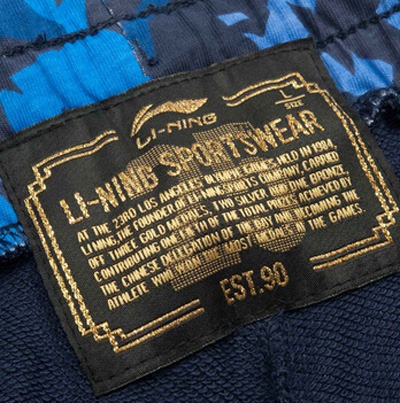 L
SIZE
LI-NING
LI-NING SPORTSWEAR
AT THE 23RD LOS ANGELES OLYMPIC GAMES HELD IN 1984,
LI NING, THE FOUNDER OF LI-NING SPORTS COMPANY, CARRIED
OFF THREE GOLD MEDALS, TWO SILVER AND ONE BRONZE,
CONTRIBUTING ONE FIFTH OF THE TOTAL PRIZES ACHIEVED BY
THE CHINESE DELEGATION OF THE DAY AND BECOMING THE
ATHLETE WHO WON THE MOST MEDALS IN THE GAMES.
EST.90